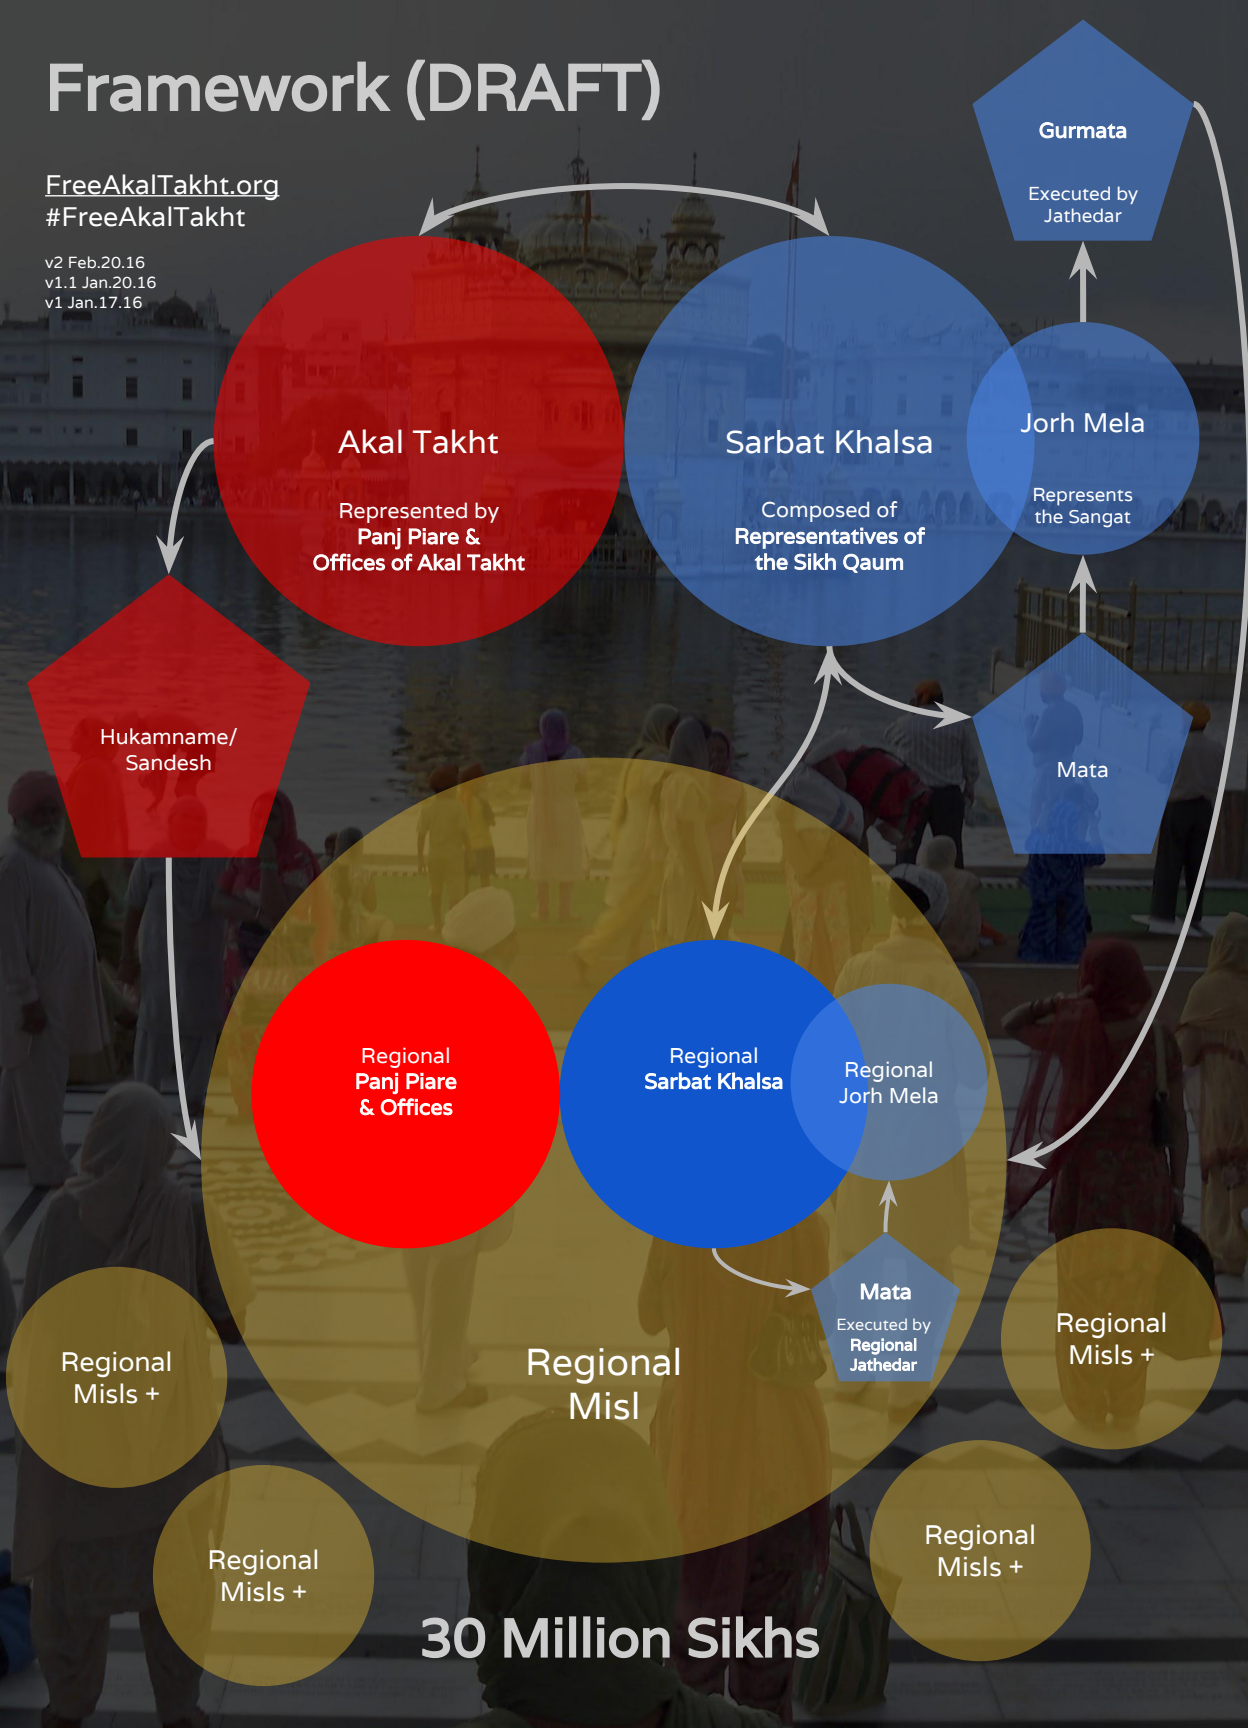 Framework (DRAFT)
FreeAkalTakht.org
#FreeAkalTakht
v2 Feb.20.16
v1.1 Jan.20.16
v1 Jan.17.16
Gurmata
Executed by
Jathedar
Akal Takht
Represented by
Panj Piare &
Offices of Akal Takht
Sarbat Khalsa
Composed of
Representatives of
the Sikh Qaum
Jorh Mela
Represents
the Sangat
Hukamname/
Sandesh
Mata
Regional
Panj Piare
& Offices
Regional
Sarbat Khalsa
Regional
Jorh Mela
Mata
Executed by
Regional
Jathedar
Regional
Misl
Regional
Misls +
Regional
Misls +
Regional
Misls +
Regional
Misls +
30 Million Sikhs